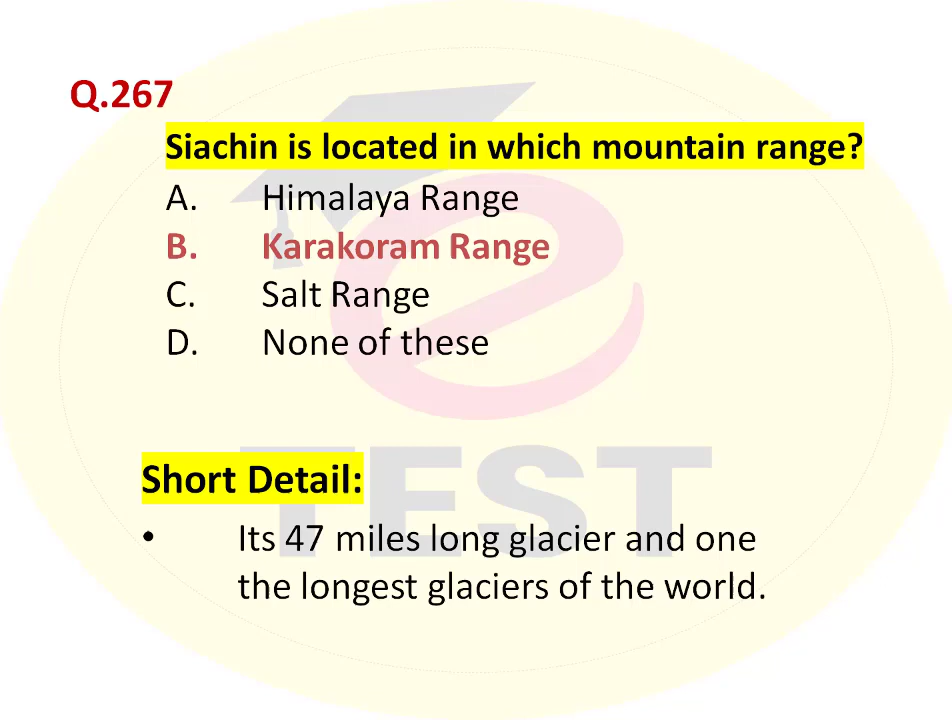 Q.267
Siachin is located in which mountain range?
A. Himalaya Range
B. Karakoram Range
C. Salt Range
D. None of these
TEST
Short Detail:
• Its 47 miles long glacier and one
the longest glaciers of the world.